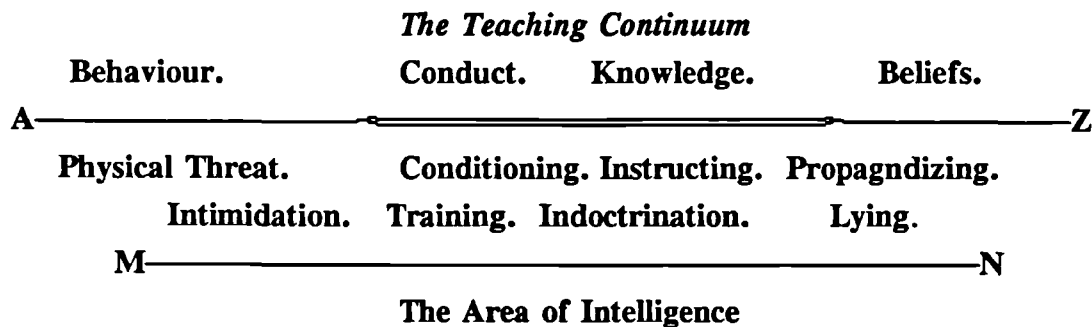 The Teaching Continuum
Behaviour. Conduct. Knowledge. Beliefs.
A Z
Physical Threat. Conditioning. Instructing. Propagndizing.
Intimidation. Training. Indoctrination. Lying.
M N
The Area of Intelligence